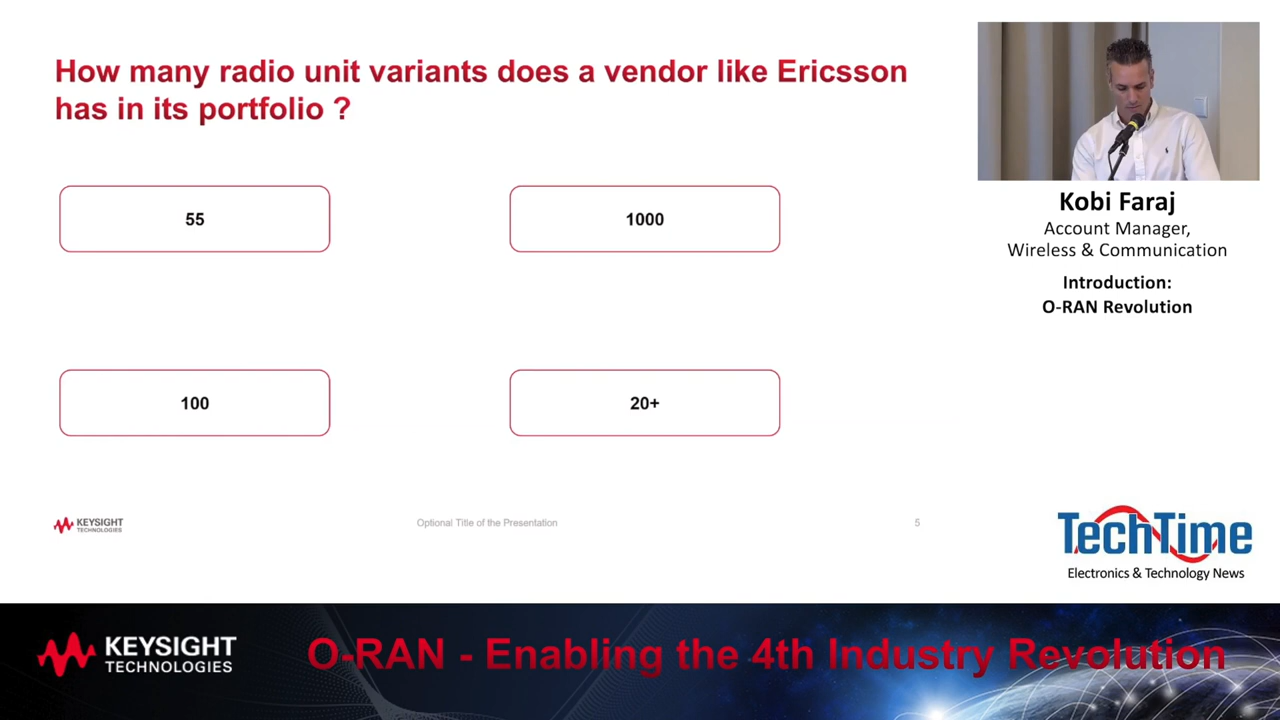 How many radio unit variants does a vendor like Ericsson
has in its portfolio ?
55
1000
100
20+
KEYSIGHT
TECHNOLOGIES
Optional Title of the Presentation
5
Kobi Faraj
Account Manager,
Wireless & Communication
Introduction:
O-RAN Revolution
TechTime
Electronics & Technology News
KEYSIGHT
TECHNOLOGIES
O-RAN - Enabling the 4th Industry Revolution